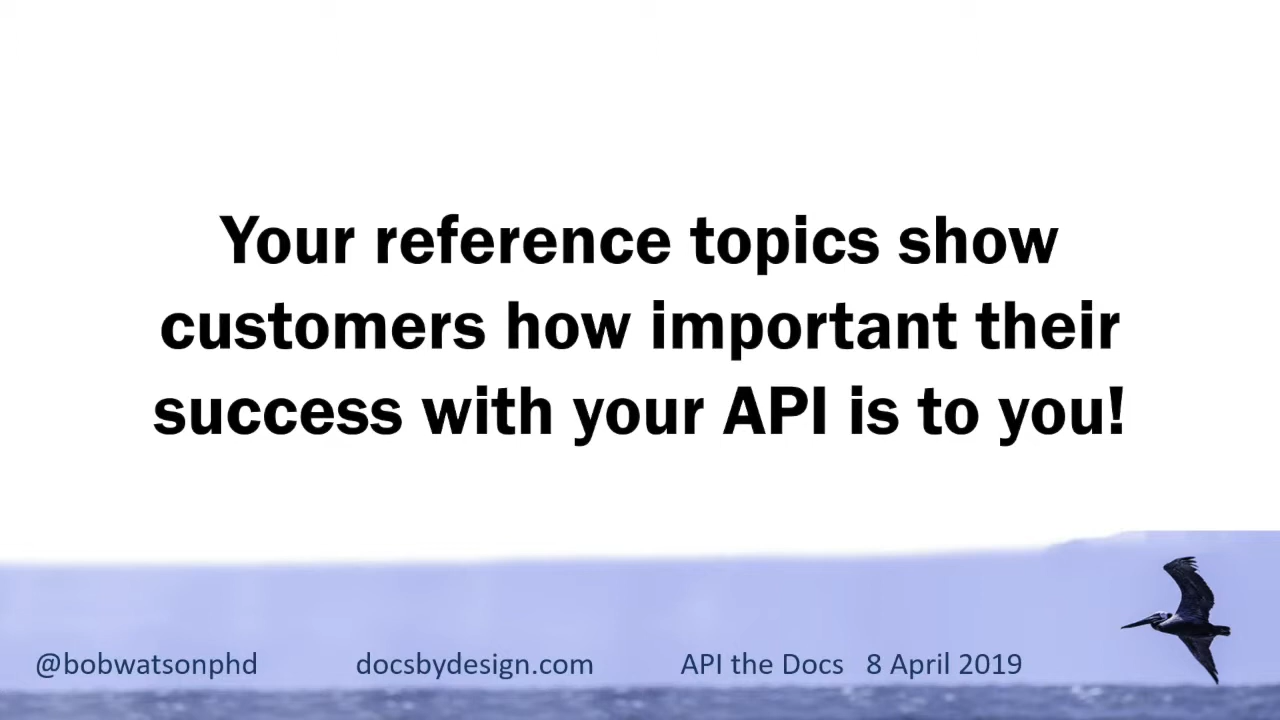 Your reference topics show
customers how important their
success with your API is to you!
@bobwatsonphd docsbydesign.com API the Docs 8 April 2019